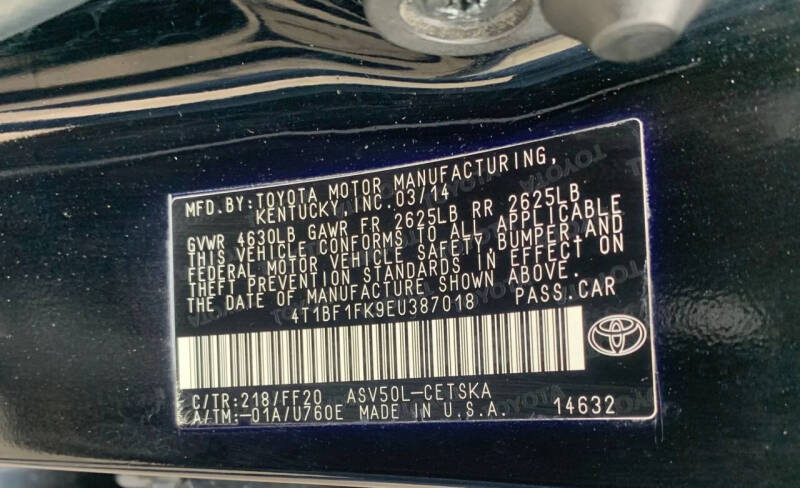 MFD.BY:TOYOTA MOTOR MANUFACTURING,
KENTUCKY,INC.03/14
GVWR 4630LB GAWR FR 2625LB RR 2625LB
THIS VEHICLE CONFORMS TO ALL APPLICABLE
FEDERAL MOTOR VEHICLE SAFETY,BUMPER,AND
THEFT PREVENTION STANDARDS IN EFFECT ON
THE DATE OF MANUFACTURE SHOWN ABOVE.
4T1BF1FK9EU387018 PASS.CAR
C/TR:218/FF20 ASV50L-CETSKA
A/TM:-01A/U760E MADE IN U.S.A. 14632